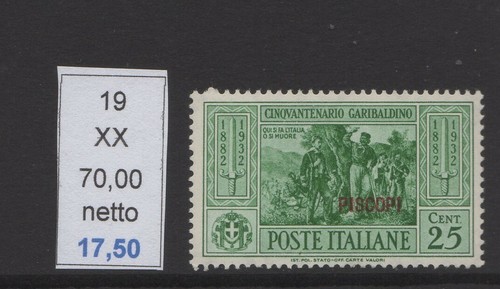 19
XX
70,00
netto
17,50
CINQVANTENARIO GARIBALDINO
1882
1932
QUI SI FA L'ITALIA
O SI MUORE
1882
1932
PISCOPI
POSTE ITALIANE
CENT.
25
IST. POL. STATO-OFF. CARTE VALORI